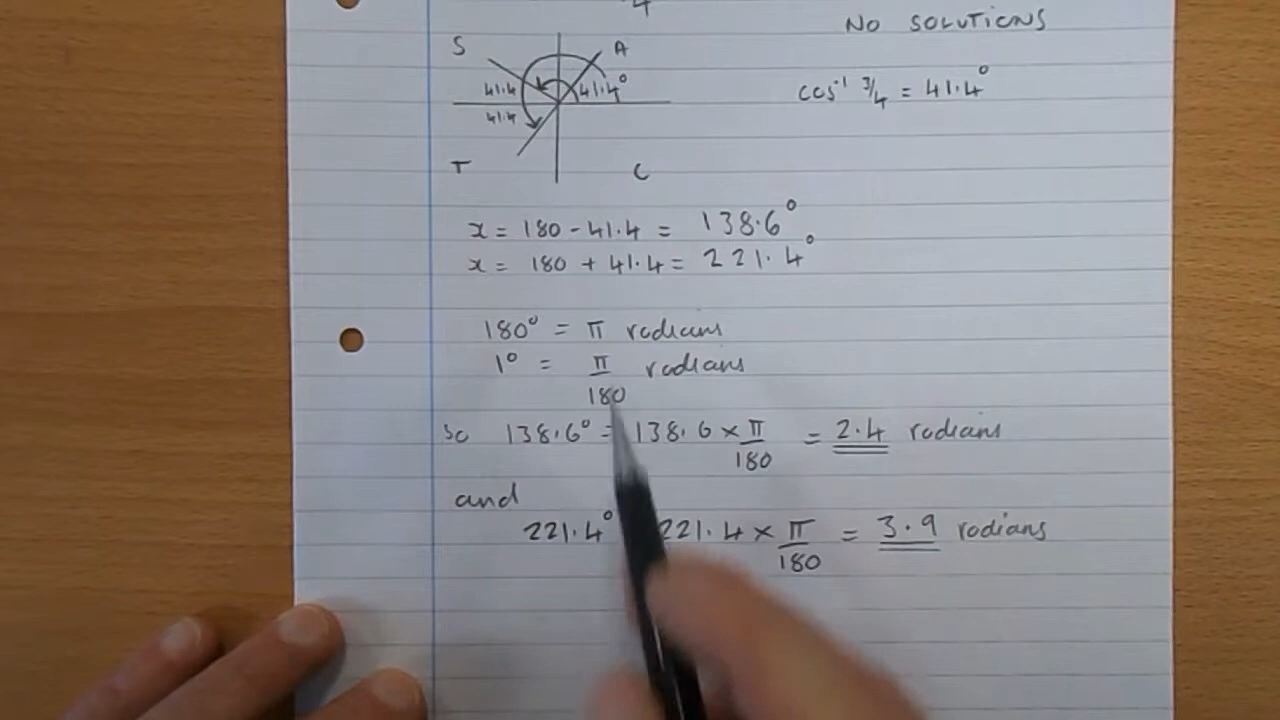 4
NO SOLUTIONS
S A
41.4 41.4°
41.4
T C
cos⁻¹ 3/4 = 41.4°
x = 180 - 41.4 = 138.6°
x = 180 + 41.4 = 221.4°
180° = π radians
1° = π/180 radians
So 138.6° = 138.6 × π/180 = 2.4 radians
and
221.4° 221.4 × π/180 = 3.9 radians